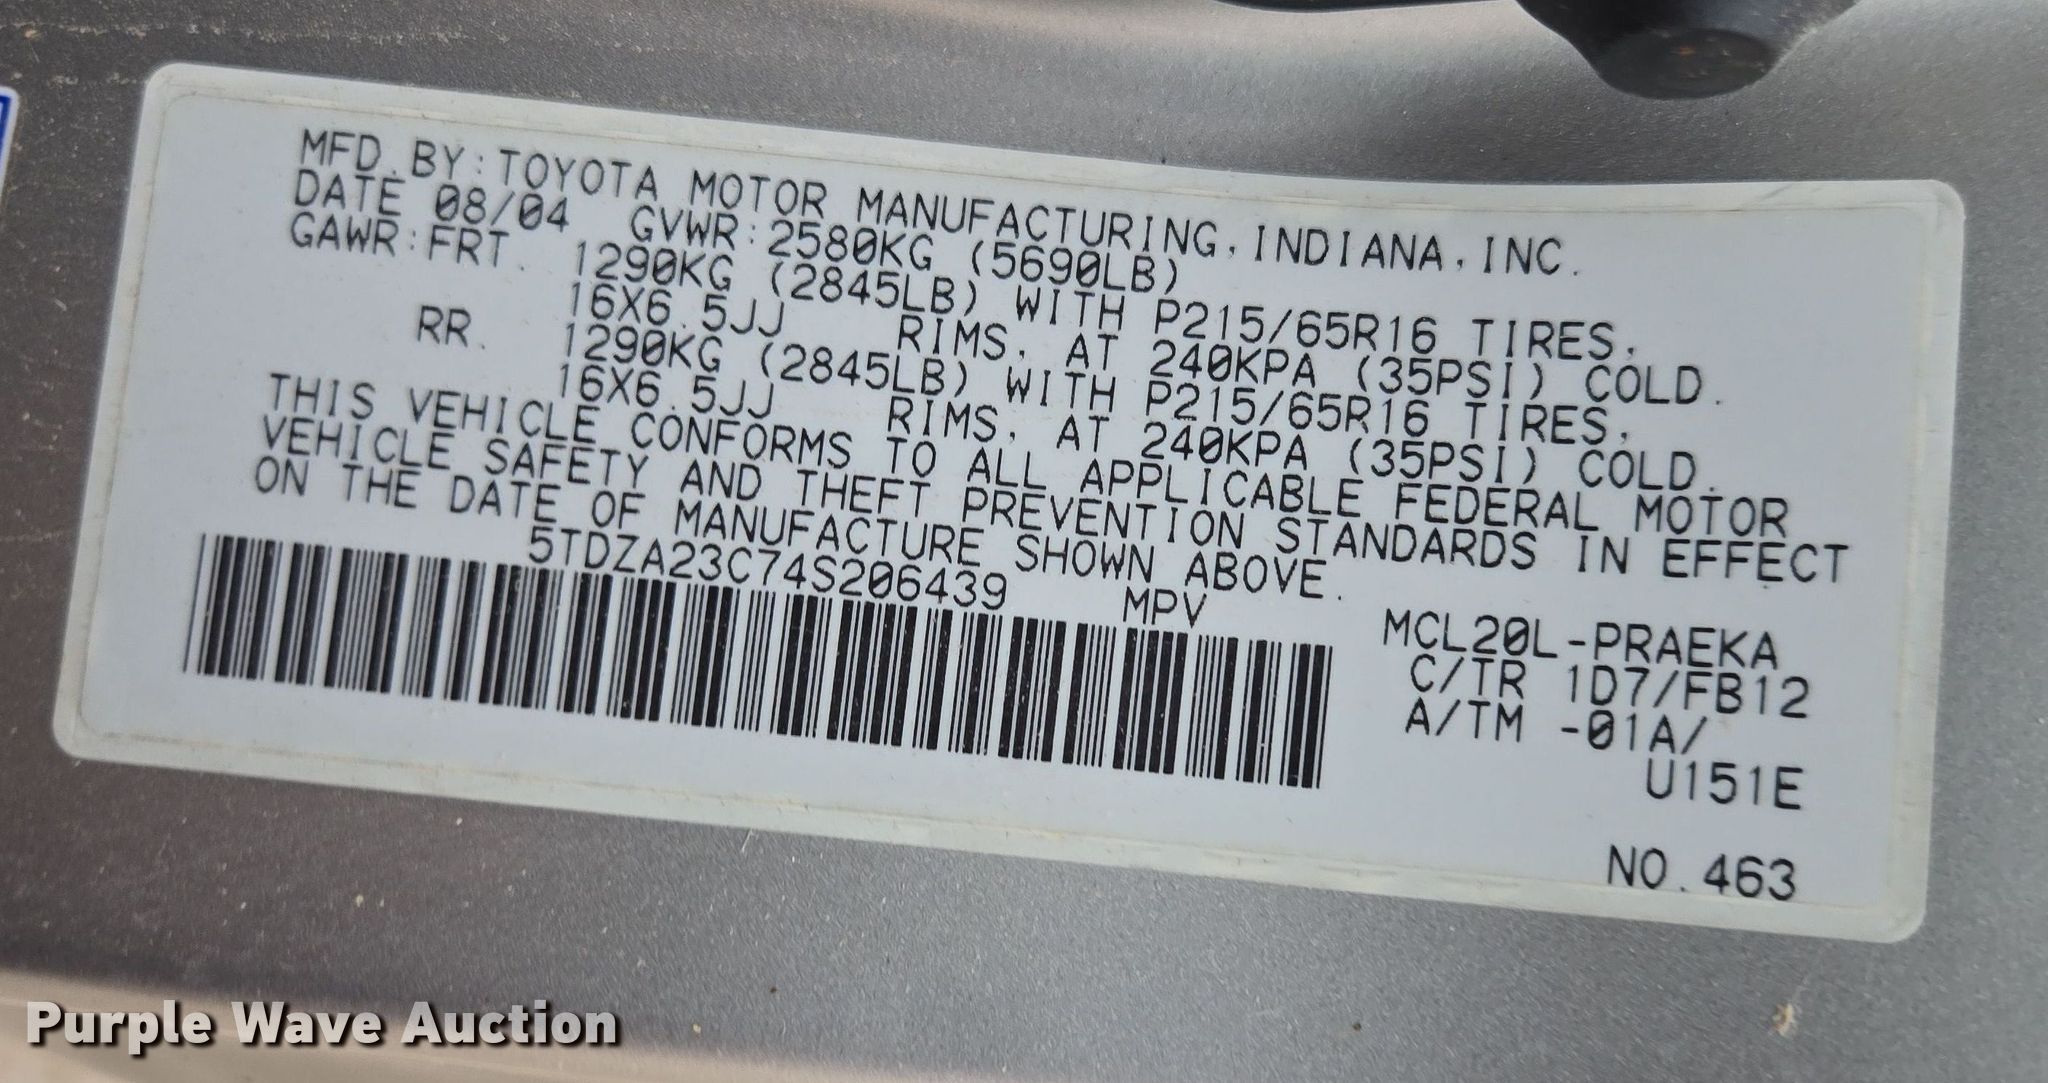 MFD.BY:TOYOTA MOTOR MANUFACTURING,INDIANA,INC.
DATE 08/04 GVWR:2580KG (5690LB)
GAWR:FRT. 1290KG (2845LB) WITH P215/65R16 TIRES,
16X6.5JJ RIMS, AT 240KPA (35PSI) COLD.
RR. 1290KG (2845LB) WITH P215/65R16 TIRES,
16X6.5JJ RIMS, AT 240KPA (35PSI) COLD.
THIS VEHICLE CONFORMS TO ALL APPLICABLE FEDERAL MOTOR
VEHICLE SAFETY AND THEFT PREVENTION STANDARDS IN EFFECT
ON THE DATE OF MANUFACTURE SHOWN ABOVE.
5TDZA23C74S206439 MPV
MCL20L-PRAEKA
C/TR 1D7/FB12
A/TM -01A/
U151E
NO.463
Purple Wave Auction